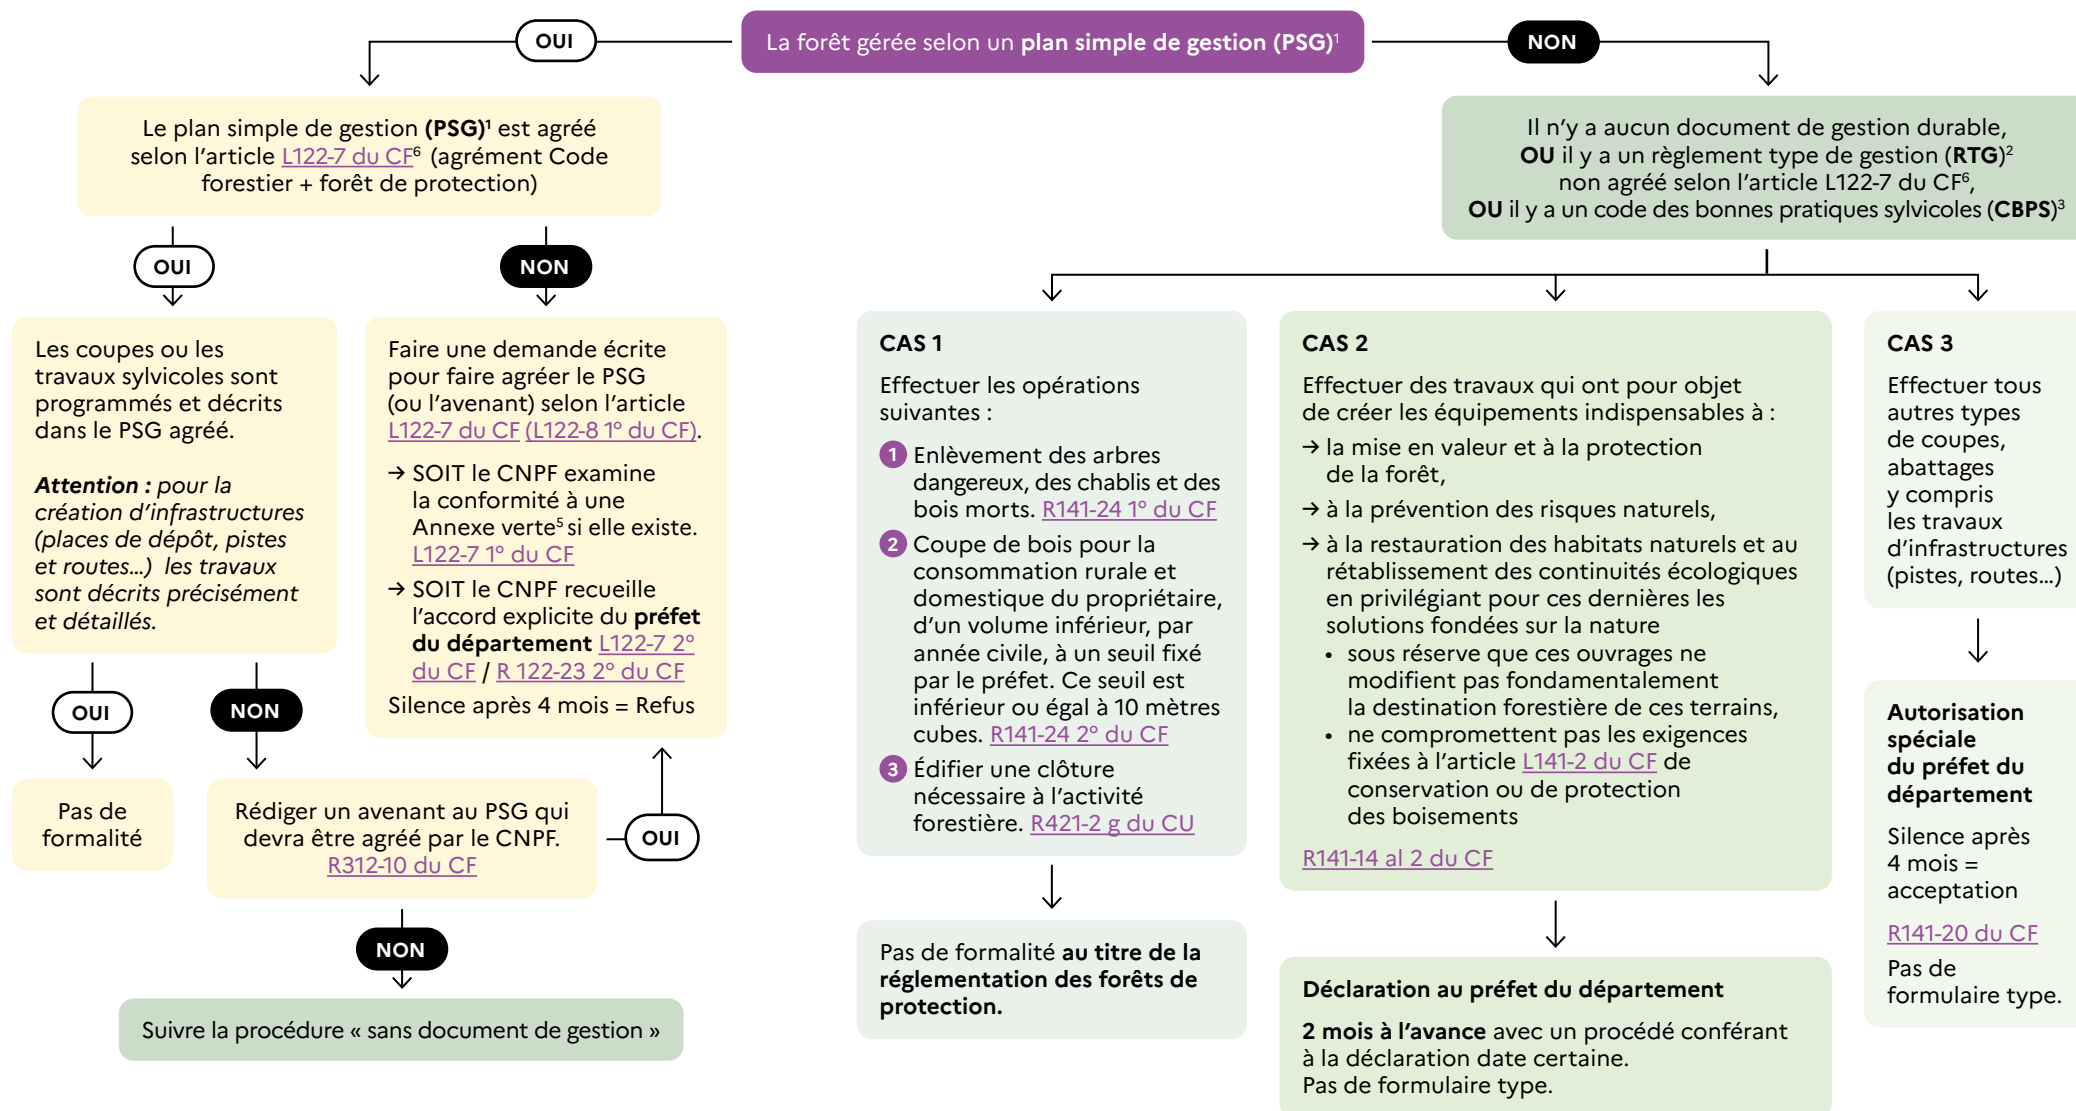 La forêt gérée selon un plan simple de gestion (PSG)¹
OUI
NON
Le plan simple de gestion (PSG)¹ est agréé
selon l'article L122-7 du CF⁶ (agrément Code
forestier + forêt de protection)
OUI
NON
Les coupes ou les
travaux sylvicoles sont
programmés et décrits
dans le PSG agréé.
Attention : pour la
création d'infrastructures
(places de dépôt, pistes
et routes...) les travaux
sont décrits précisément
et détaillés.
OUI
NON
Pas de
formalité
Rédiger un avenant au PSG qui
devra être agréé par le CNPF.
R312-10 du CF
OUI
NON
Suivre la procédure « sans document de gestion »
Faire une demande écrite
pour faire agréer le PSG
(ou l'avenant) selon l'article
L122-7 du CF (L122-8 1° du CF).
→ SOIT le CNPF examine
la conformité à une
Annexe verte⁵ si elle existe.
L122-7 1° du CF
→ SOIT le CNPF recueille
l'accord explicite du préfet
du département L122-7 2°
du CF / R 122-23 2° du CF
Silence après 4 mois = Refus
Il n'y a aucun document de gestion durable,
OU il y a un règlement type de gestion (RTG)²
non agréé selon l'article L122-7 du CF⁶,
OU il y a un code des bonnes pratiques sylvicoles (CBPS)³
CAS 1
Effectuer les opérations
suivantes :
1 Enlèvement des arbres
dangereux, des chablis et des
bois morts. R141-24 1° du CF
2 Coupe de bois pour la
consommation rurale et
domestique du propriétaire,
d'un volume inférieur, par
année civile, à un seuil fixé
par le préfet. Ce seuil est
inférieur ou égal à 10 mètres
cubes. R141-24 2° du CF
3 Édifier une clôture
nécessaire à l'activité
forestière. R421-2 g du CU
Pas de formalité au titre de la
réglementation des forêts de
protection.
CAS 2
Effectuer des travaux qui ont pour objet
de créer les équipements indispensables à :
→ la mise en valeur et à la protection
de la forêt,
→ à la prévention des risques naturels,
→ à la restauration des habitats naturels et au
rétablissement des continuités écologiques
en privilégiant pour ces dernières les
solutions fondées sur la nature
• sous réserve que ces ouvrages ne
modifient pas fondamentalement
la destination forestière de ces terrains,
• ne compromettent pas les exigences
fixées à l'article L141-2 du CF de
conservation ou de protection
des boisements
R141-14 al 2 du CF
Déclaration au préfet du département
2 mois à l'avance avec un procédé conférant
à la déclaration date certaine.
Pas de formulaire type.
CAS 3
Effectuer tous
autres types
de coupes,
abattages
y compris
les travaux
d'infrastructures
(pistes, routes...)
Autorisation
spéciale
du préfet du
département
Silence après
4 mois =
acceptation
R141-20 du CF
Pas de
formulaire type.